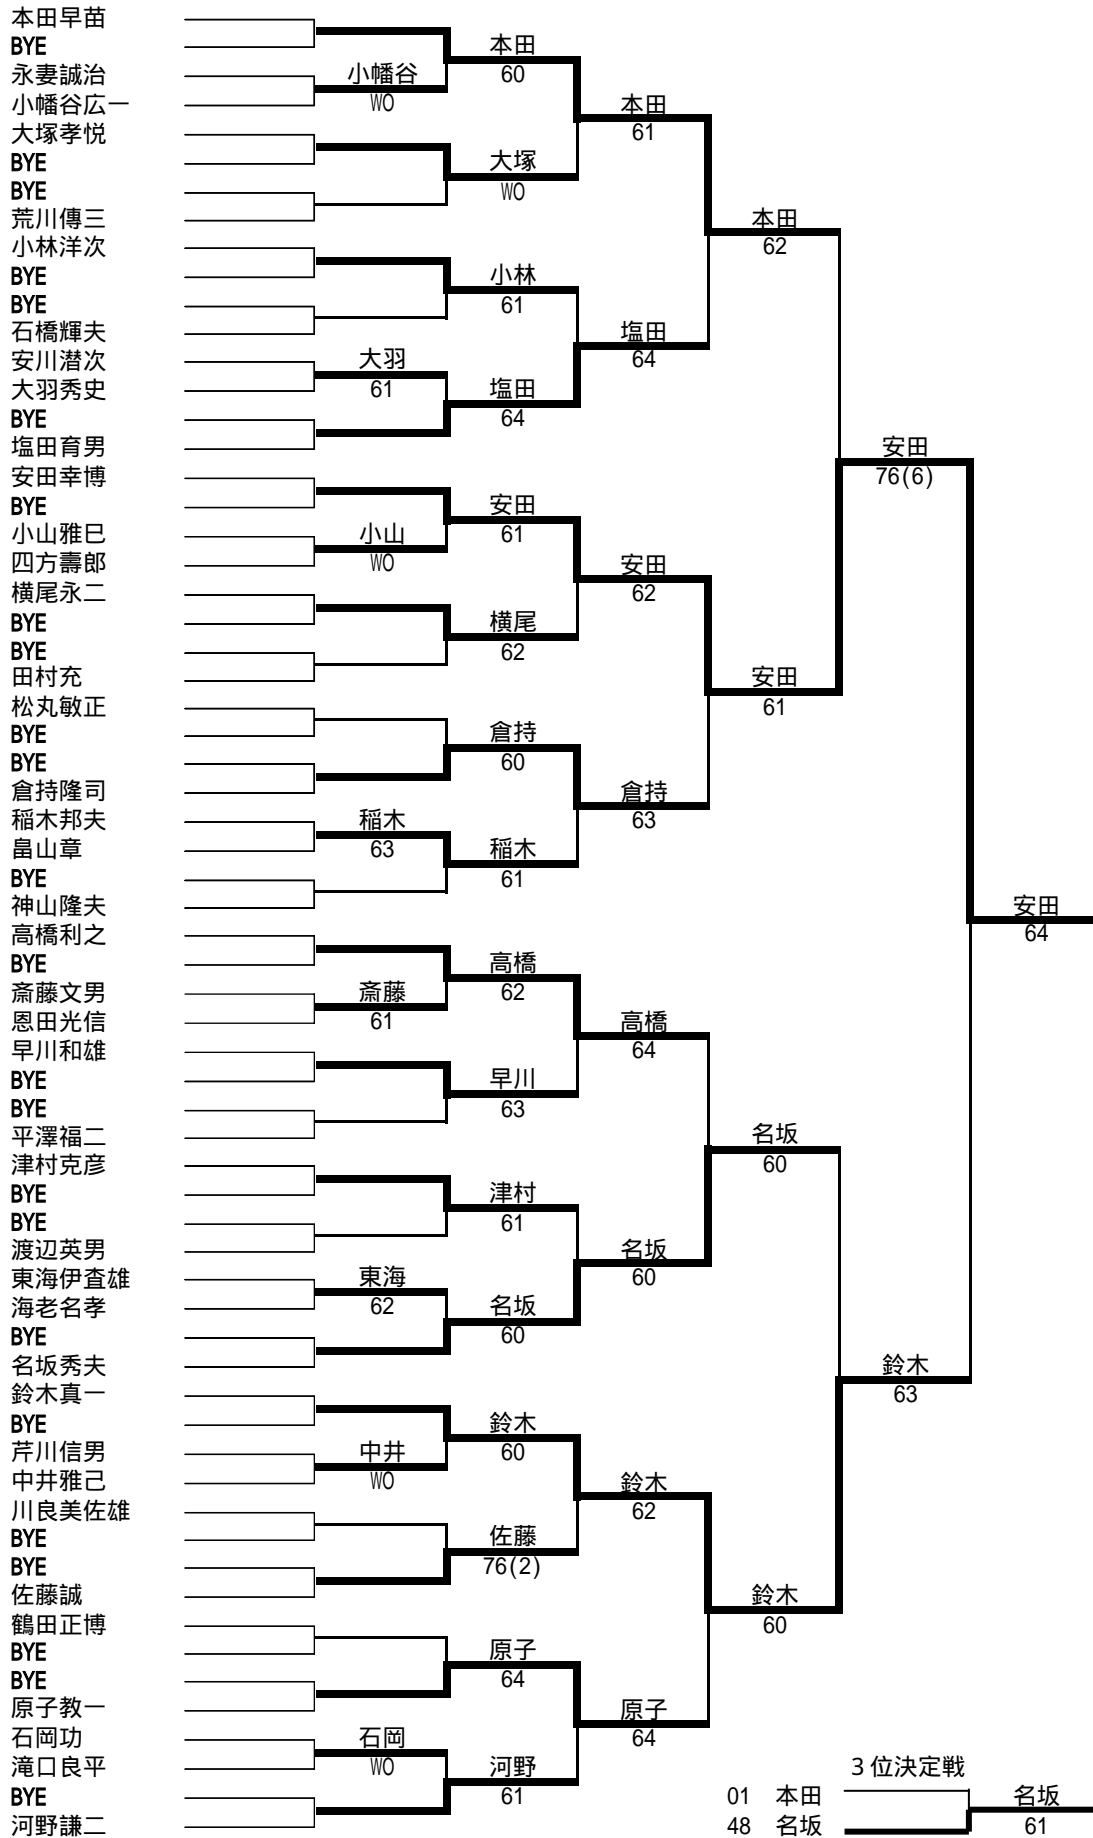 本田早苗
BYE
永妻誠治
小幡谷広一
大塚孝悦
BYE
BYE
荒川傳三
小林洋次
BYE
BYE
石橋輝夫
安川潜次
大羽秀史
BYE
塩田育男
安田幸博
BYE
小山雅巳
四方壽郎
横尾永二
BYE
BYE
田村充
松丸敏正
BYE
BYE
倉持隆司
稲木邦夫
畠山章
BYE
神山隆夫
高橋利之
BYE
斎藤文男
恩田光信
早川和雄
BYE
BYE
平澤福二
津村克彦
BYE
BYE
渡辺英男
東海伊査雄
海老名孝
BYE
名坂秀夫
鈴木真一
BYE
芹川信男
中井雅己
川良美佐雄
BYE
BYE
佐藤誠
鶴田正博
BYE
BYE
原子教一
石岡功
滝口良平
BYE
河野謙二
小幡谷
WO
大羽
61
小山
WO
稲木
63
斎藤
61
東海
62
中井
WO
石岡
WO
本田
60
大塚
WO
小林
61
塩田
64
安田
61
横尾
62
倉持
60
稲木
61
高橋
62
早川
63
津村
61
名坂
60
鈴木
60
佐藤
76(2)
原子
64
河野
61
本田
61
塩田
64
安田
62
倉持
63
高橋
64
名坂
60
鈴木
62
原子
64
本田
62
安田
61
名坂
60
鈴木
60
安田
76(6)
鈴木
63
安田
64
３位決定戦
01 本田
48 名坂
名坂
61